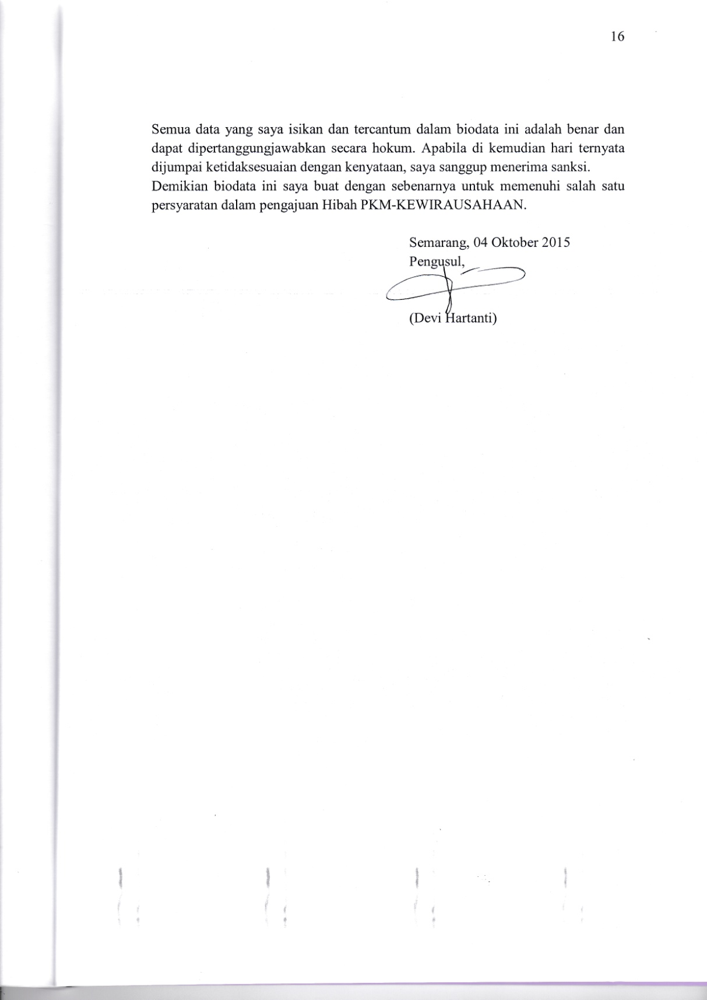 16
Semua data yang saya isikan dan tercantum dalam biodata ini adalah benar dan
dapat dipertanggungjawabkan secara hokum. Apabila di kemudian hari ternyata
dijumpai ketidaksesuaian dengan kenyataan, saya sanggup menerima sanksi.
Demikian biodata ini saya buat dengan sebenarnya untuk memenuhi salah satu
persyaratan dalam pengajuan Hibah PKM-KEWIRAUSAHAAN.
Semarang, 04 Oktober 2015
Pengusul,
(Devi Hartanti)